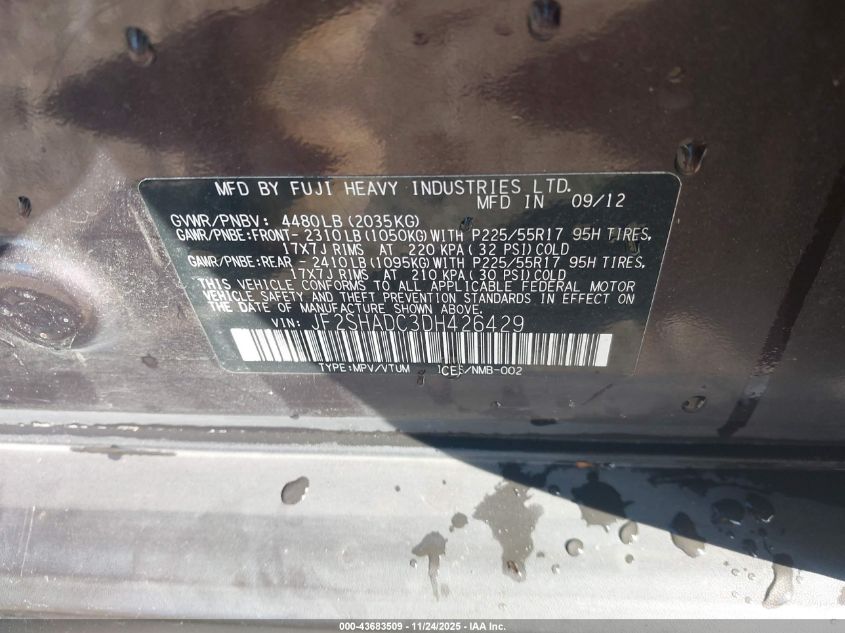 MFD BY FUJI HEAVY INDUSTRIES LTD.
MFD IN 09/12
GVWR/PNBV: 4480LB(2035KG)
GAWR/PNBE:FRONT-2310LB(1050KG)WITH P225/55R17 95H TIRES,
17X7J RIMS AT 220 KPA(32 PSI)COLD
GAWR/PNBE:REAR -2410LB(1095KG)WITH P225/55R17 95H TIRES,
17X7J RIMS AT 210 KPA(30 PSI)COLD
THIS VEHICLE CONFORMS TO ALL APPLICABLE FEDERAL MOTOR
VEHICLE SAFETY AND THEFT PREVENTION STANDARDS IN EFFECT ON
THE DATE OF MANUFACTURE SHOWN ABOVE.
VIN: JF2SHADC3DH426429
TYPE:MPV/VTUM ICES/NMB-002
000-43683509 - 11/24/2025 - IAA Inc.